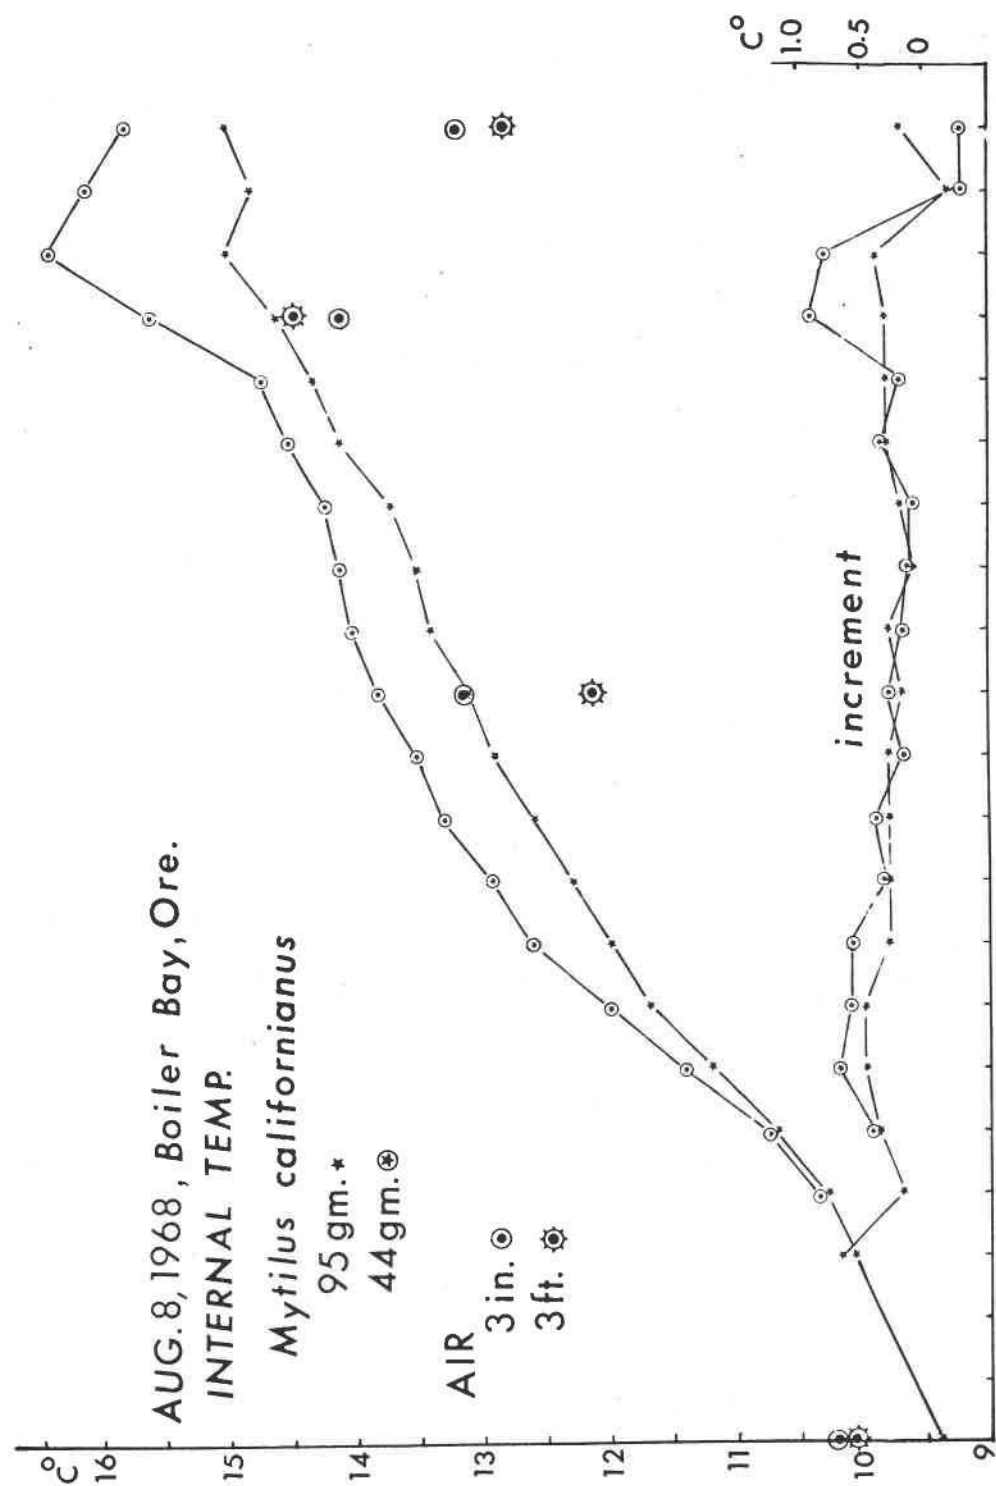 AUG. 8, 1968, Boiler Bay, Ore.
INTERNAL TEMP.
Mytilus californianus
95 gm.
44 gm.
AIR
3 in.
3 ft.
increment
C°
16
15
14
13
12
11
10
9
C°
1.0
0.5
0